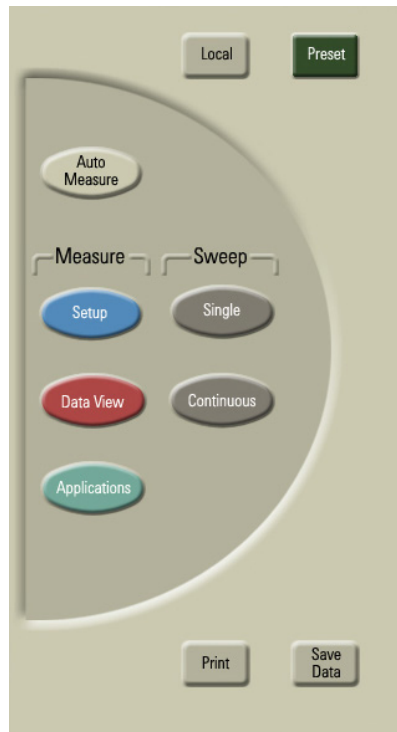 Local
Preset
Auto
Measure
Measure
Sweep
Setup
Single
Data View
Continuous
Applications
Print
Save
Data